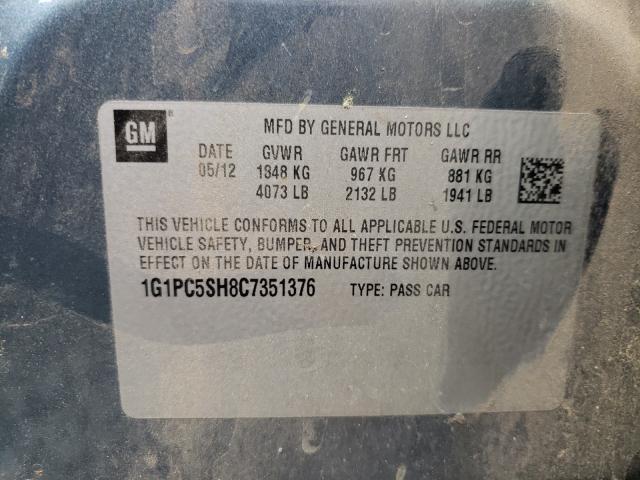 GM ®
MFD BY GENERAL MOTORS LLC
DATE GVWR GAWR FRT GAWR RR
05/12 1848 KG 967 KG 881 KG
4073 LB 2132 LB 1941 LB
THIS VEHICLE CONFORMS TO ALL APPLICABLE U.S. FEDERAL MOTOR
VEHICLE SAFETY, BUMPER, AND THEFT PREVENTION STANDARDS IN
EFFECT ON THE DATE OF MANUFACTURE SHOWN ABOVE.
1G1PC5SH8C7351376 TYPE: PASS CAR